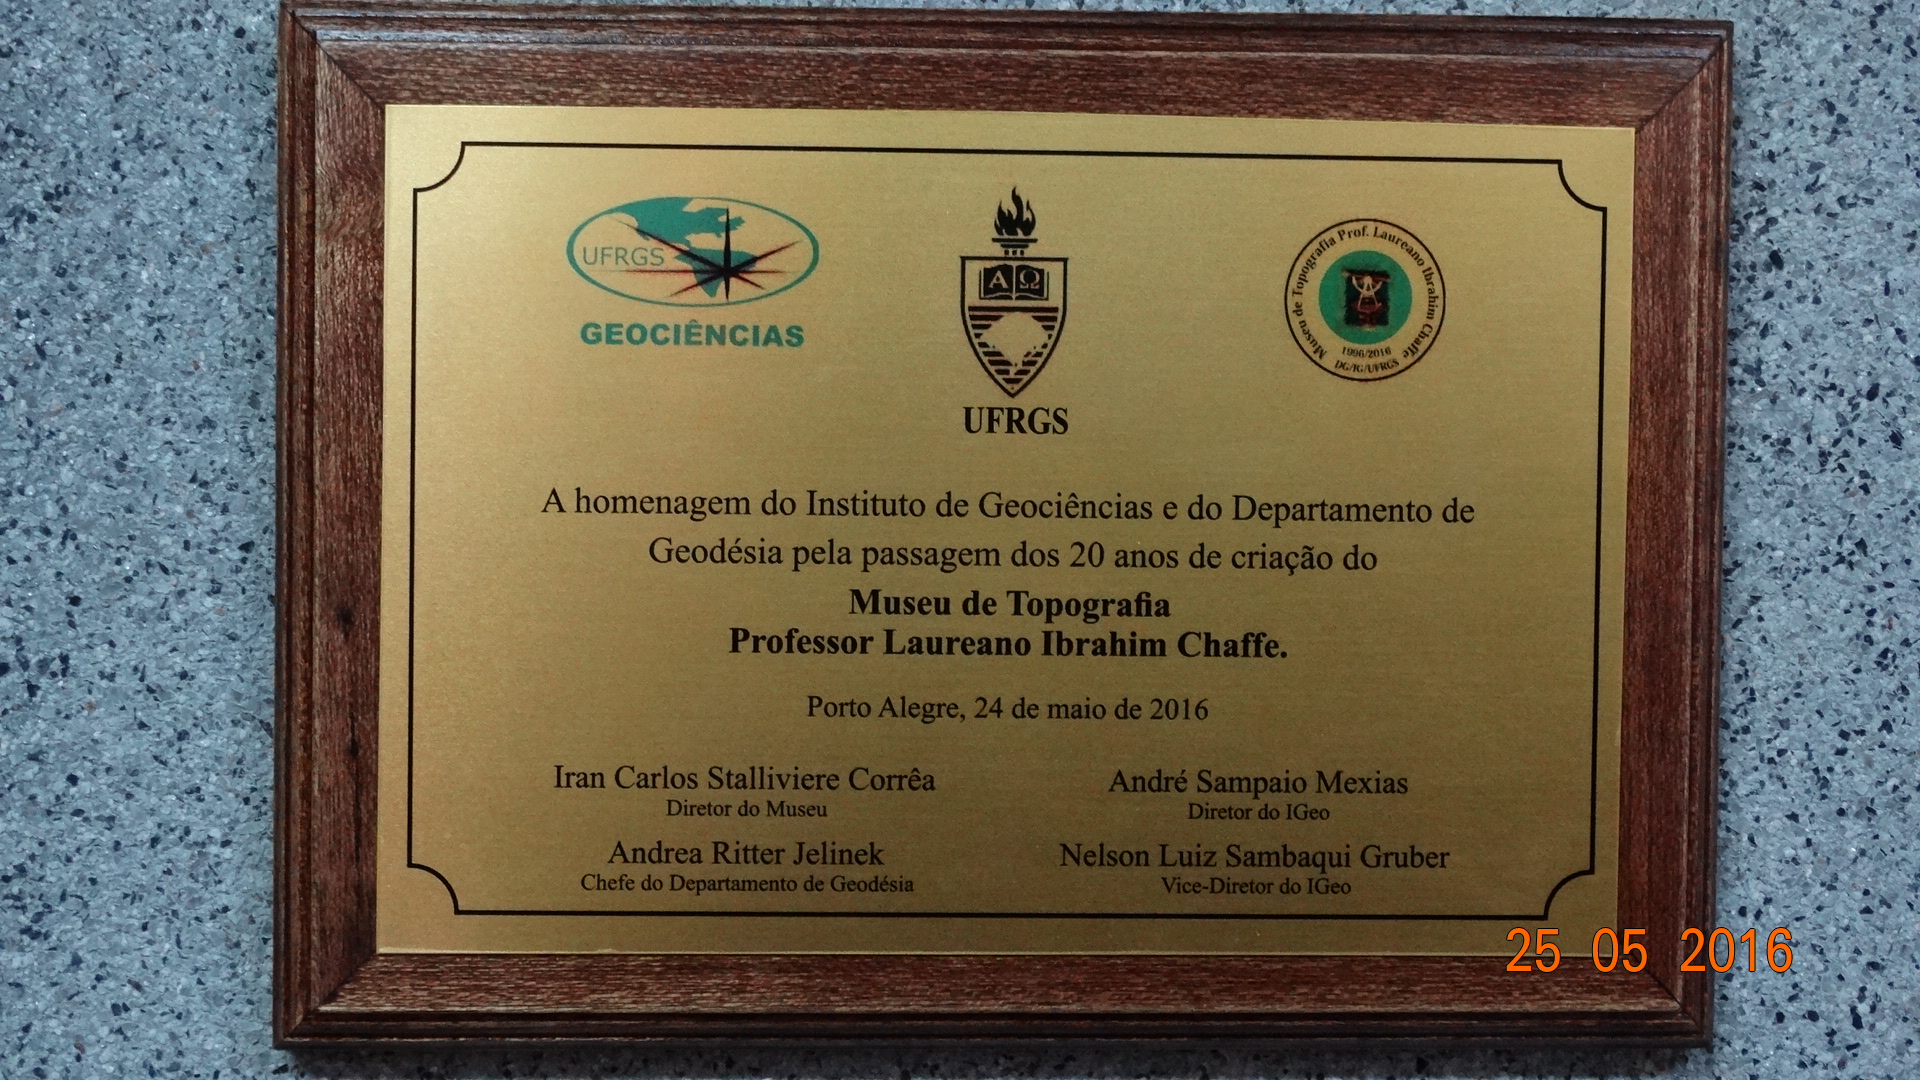 UFRGS
GEOCIÊNCIAS
Α Ω
UFRGS
Museu de Topografia Prof. Laureano Ibrahim Chaffe
1996/2016
DG/IG/UFRGS
A homenagem do Instituto de Geociências e do Departamento de
Geodésia pela passagem dos 20 anos de criação do
Museu de Topografia
Professor Laureano Ibrahim Chaffe.
Porto Alegre, 24 de maio de 2016
Iran Carlos Stalliviere Corrêa
Diretor do Museu
André Sampaio Mexias
Diretor do IGeo
Andrea Ritter Jelinek
Chefe do Departamento de Geodésia
Nelson Luiz Sambaqui Gruber
Vice-Diretor do IGeo
25 05 2016